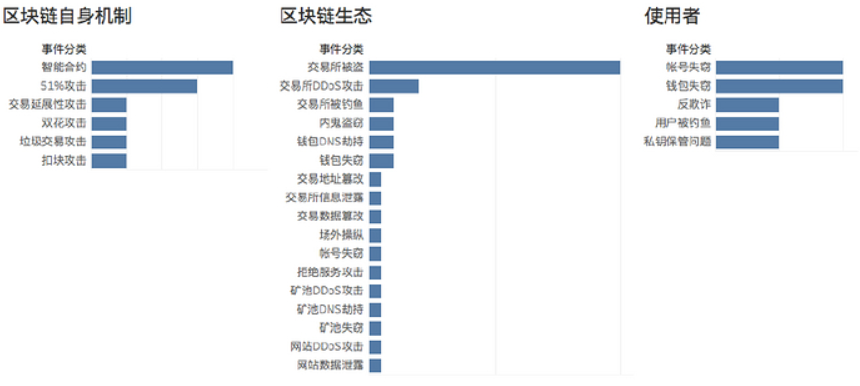 区块链自身机制
事件分类
智能合约
51%攻击
交易延展性攻击
双花攻击
垃圾交易攻击
扣块攻击
区块链生态
事件分类
交易所被盗
交易所DDoS攻击
交易所被钓鱼
内鬼盗窃
钱包DNS劫持
钱包失窃
交易地址篡改
交易所信息泄露
交易数据篡改
场外操纵
帐号失窃
拒绝服务攻击
矿池DDoS攻击
矿池DNS劫持
矿池失窃
网站DDoS攻击
网站数据泄露
使用者
事件分类
帐号失窃
钱包失窃
反欺诈
用户被钓鱼
私钥保管问题